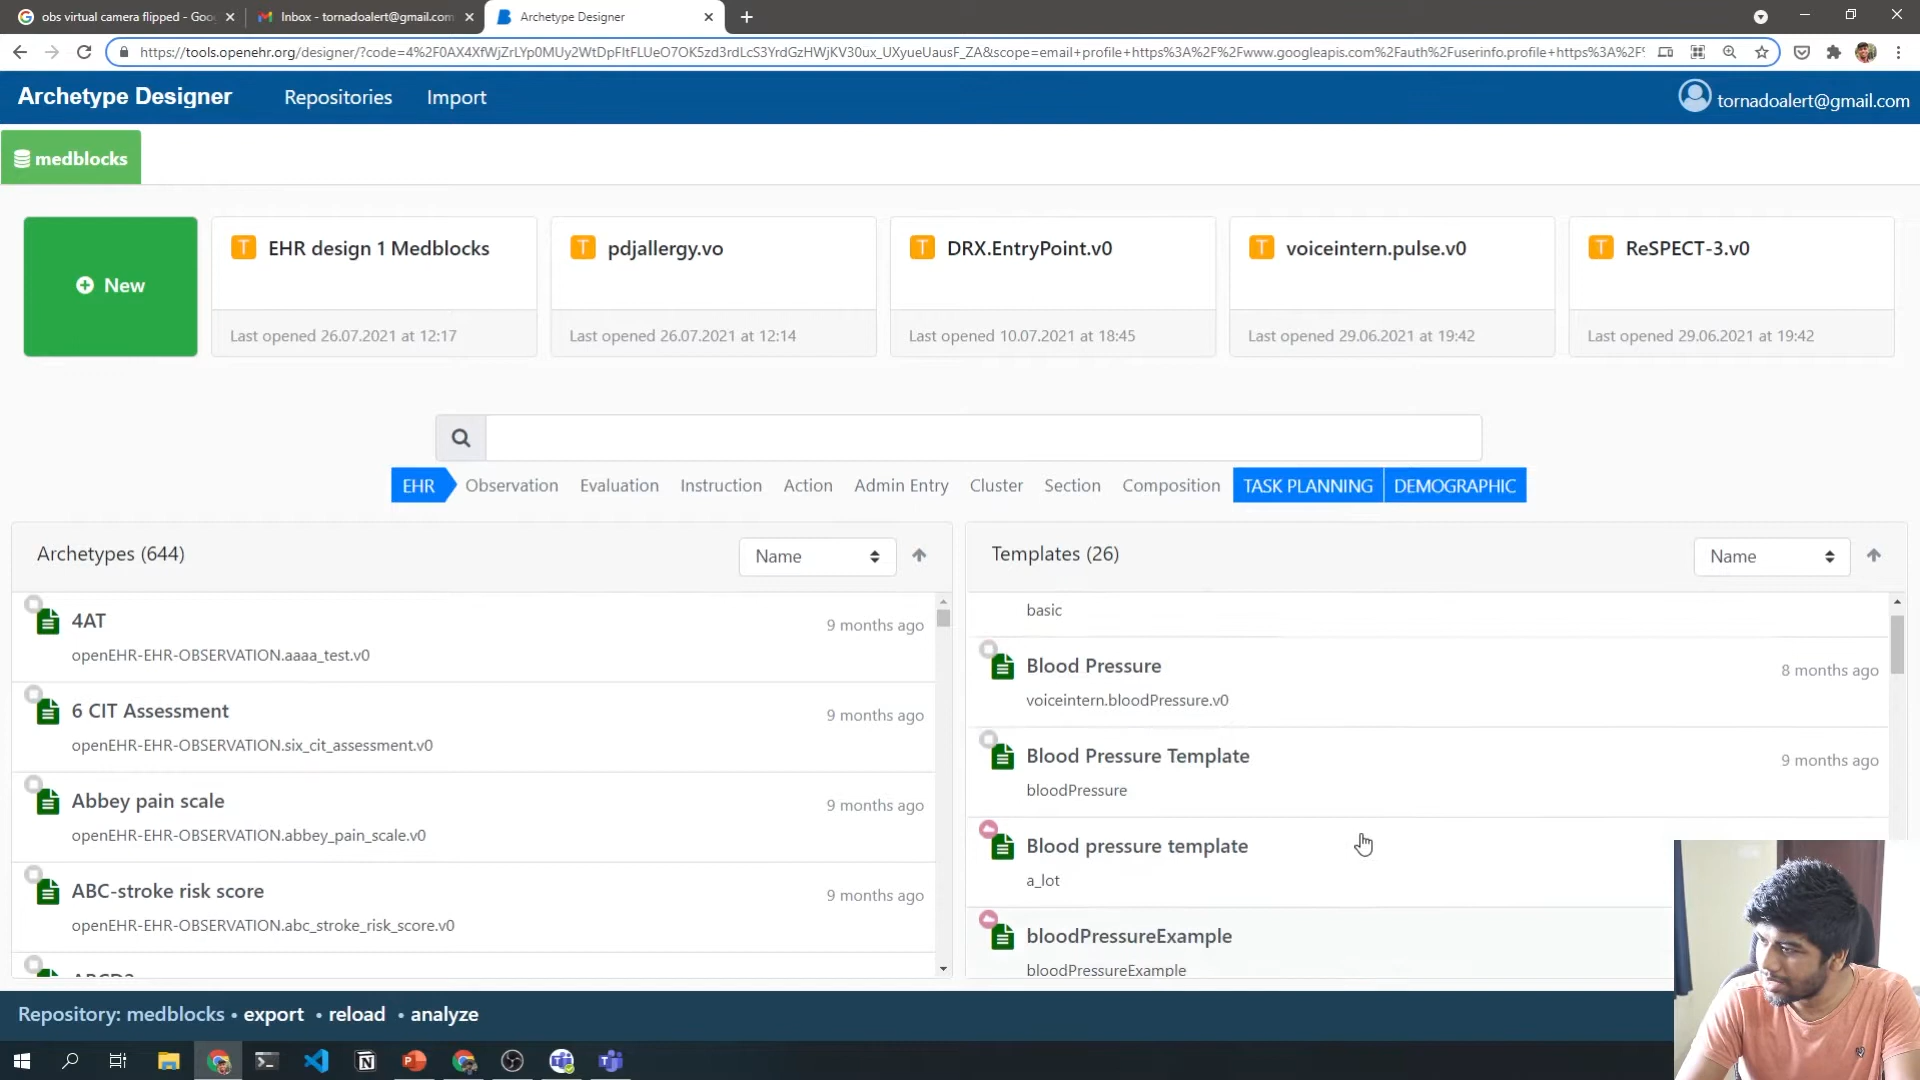 obs virtual camera flipped - Goo
Inbox - tornadoalert@gmail.com
Archetype Designer
https://tools.openehr.org/designer/?code=4%2F0AX4XfWjZrLYp0MUy2WtDpFItFLUeO7OK5zd3rdLcS3YrdGzHWjKV30ux_UXyueUausF_ZA&scope=email+profile+https%3A%2F%2Fwww.googleapis.com%2Fauth%2Fuserinfo.profile+https%3A%2F%
Archetype Designer
Repositories
Import
tornadoalert@gmail.com
medblocks
New
T EHR design 1 Medblocks
Last opened 26.07.2021 at 12:17
T pdjallergy.vo
Last opened 26.07.2021 at 12:14
T DRX.EntryPoint.v0
Last opened 10.07.2021 at 18:45
T voiceintern.pulse.v0
Last opened 29.06.2021 at 19:42
T ReSPECT-3.v0
Last opened 29.06.2021 at 19:42
EHR Observation Evaluation Instruction Action Admin Entry Cluster Section Composition TASK PLANNING DEMOGRAPHIC
Archetypes (644)
Name
4AT
9 months ago
openEHR-EHR-OBSERVATION.aaaa_test.v0
6 CIT Assessment
9 months ago
openEHR-EHR-OBSERVATION.six_cit_assessment.v0
Abbey pain scale
9 months ago
openEHR-EHR-OBSERVATION.abbey_pain_scale.v0
ABC-stroke risk score
9 months ago
openEHR-EHR-OBSERVATION.abc_stroke_risk_score.v0
Templates (26)
Name
basic
Blood Pressure
8 months ago
voiceintern.bloodPressure.v0
Blood Pressure Template
9 months ago
bloodPressure
Blood pressure template
a_lot
bloodPressureExample
bloodPressureExample
Repository: medblocks • export • reload • analyze